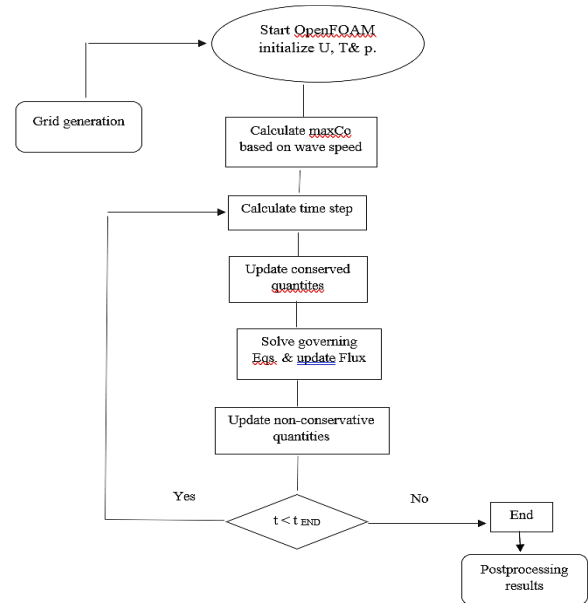 Start OpenFOAM
initialize U, T& p.
Grid generation
Calculate maxCo
based on wave speed
Calculate time step
Update conserved
quantites
Solve governing
Eqs. & update Flux
Update non-conservative
quantities
Yes
No
t < t END
End
Postprocessing
results